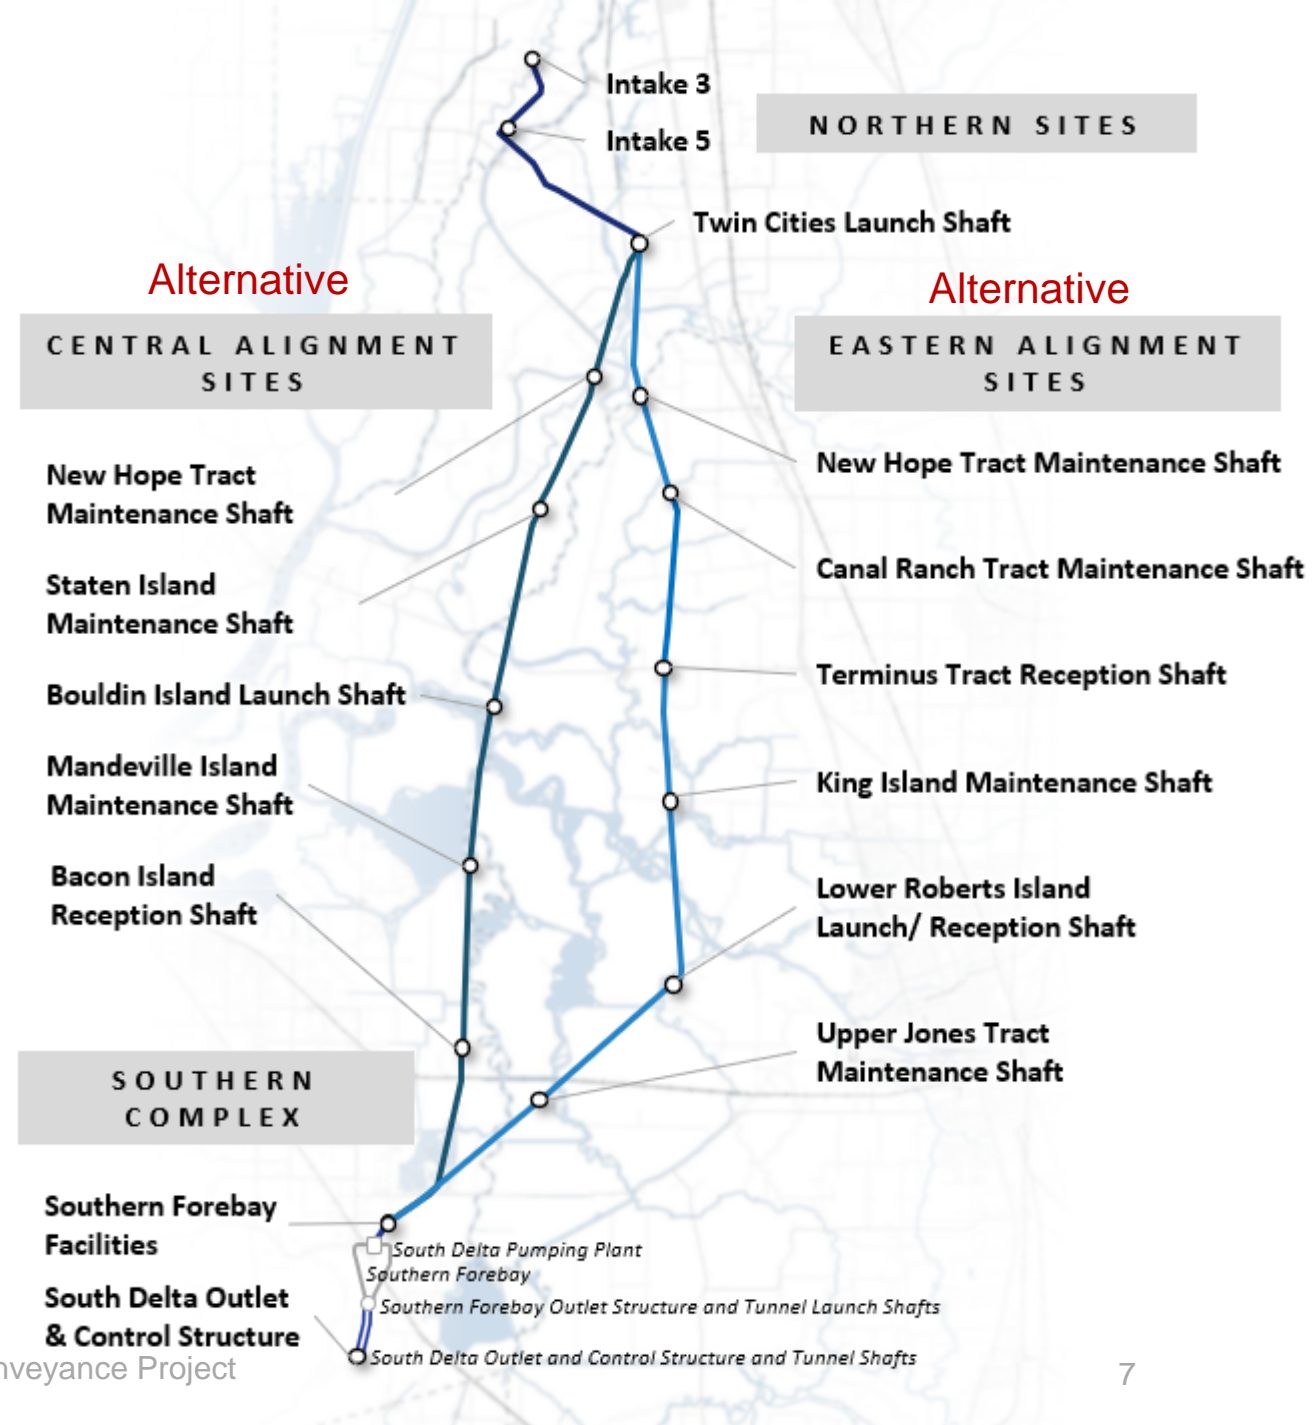 Intake 3
Intake 5
NORTHERN SITES
Twin Cities Launch Shaft
Alternative
CENTRAL ALIGNMENT
SITES
New Hope Tract
Maintenance Shaft
Staten Island
Maintenance Shaft
Bouldin Island Launch Shaft
Mandeville Island
Maintenance Shaft
Bacon Island
Reception Shaft
Alternative
EASTERN ALIGNMENT
SITES
New Hope Tract Maintenance Shaft
Canal Ranch Tract Maintenance Shaft
Terminus Tract Reception Shaft
King Island Maintenance Shaft
Lower Roberts Island
Launch/ Reception Shaft
Upper Jones Tract
Maintenance Shaft
SOUTHERN
COMPLEX
Southern Forebay
Facilities
South Delta Outlet
& Control Structure
South Delta Pumping Plant
Southern Forebay
Southern Forebay Outlet Structure and Tunnel Launch Shafts
South Delta Outlet and Control Structure and Tunnel Shafts
nveyance Project
7